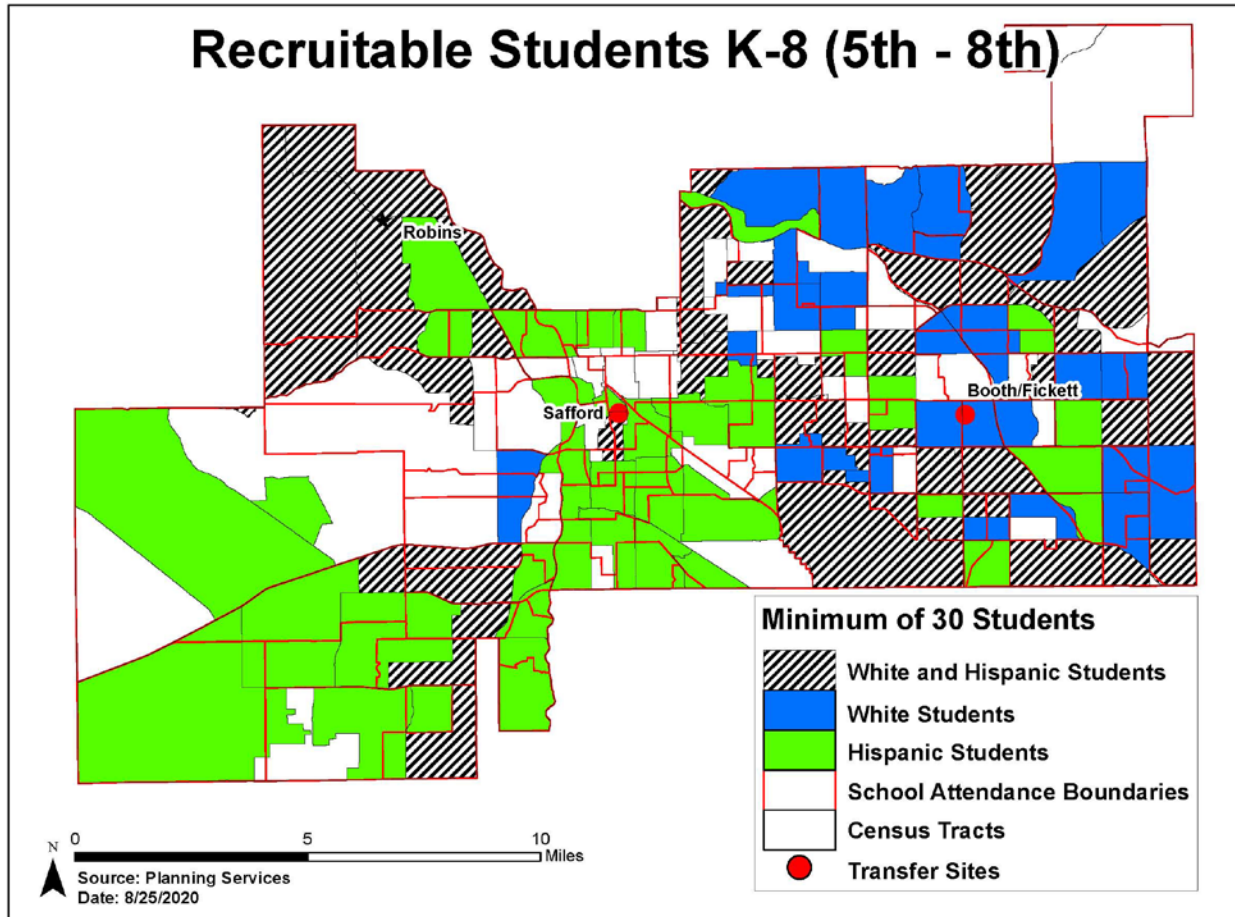 Recruitable Students K-8 (5th - 8th)
Robins
Safford
Booth/Fickett
Minimum of 30 Students
White and Hispanic Students
White Students
Hispanic Students
School Attendance Boundaries
Census Tracts
Transfer Sites
N
0 5 10
Miles
Source: Planning Services
Date: 8/25/2020